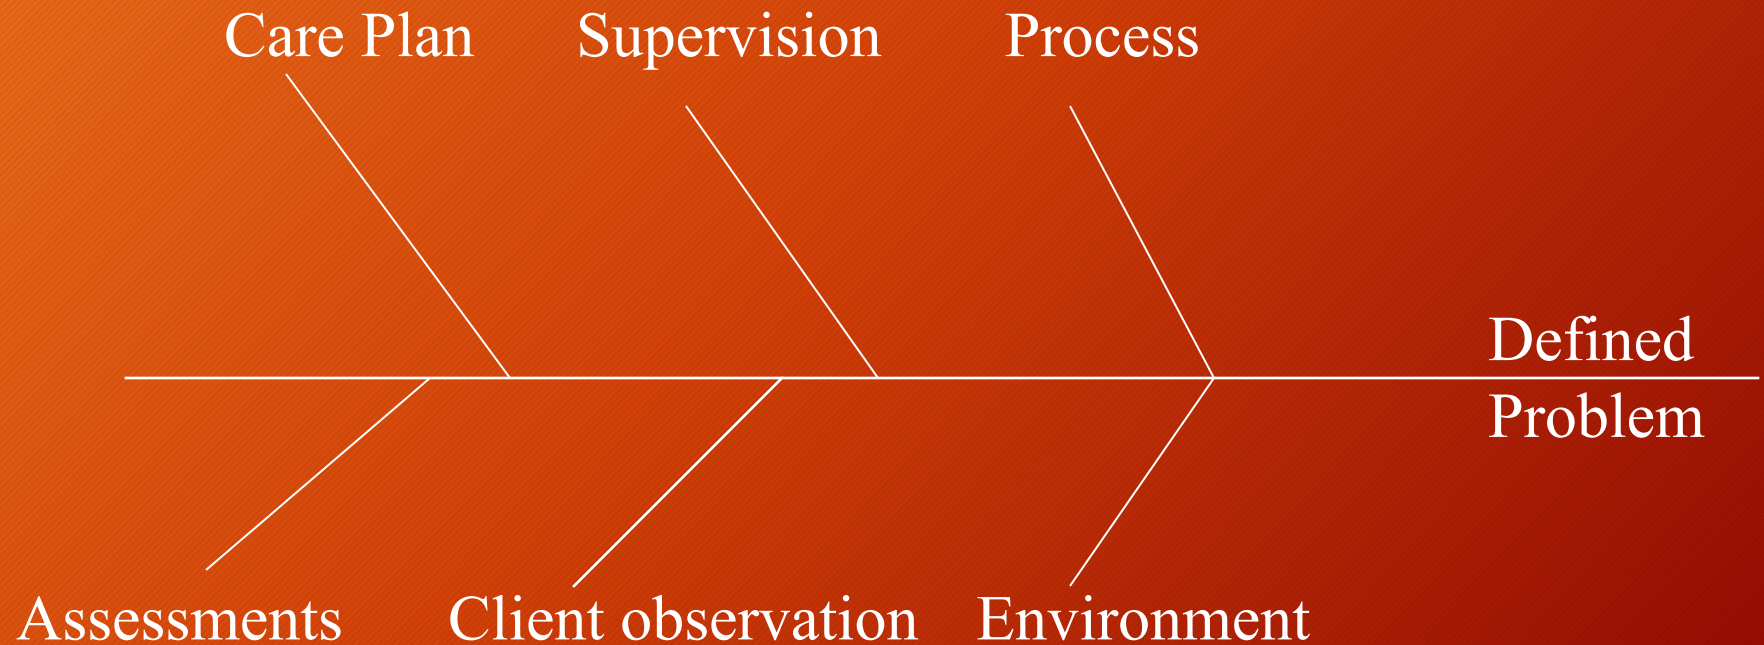 Care Plan
Supervision
Process
Defined
Problem
Assessments
Client observation
Environment